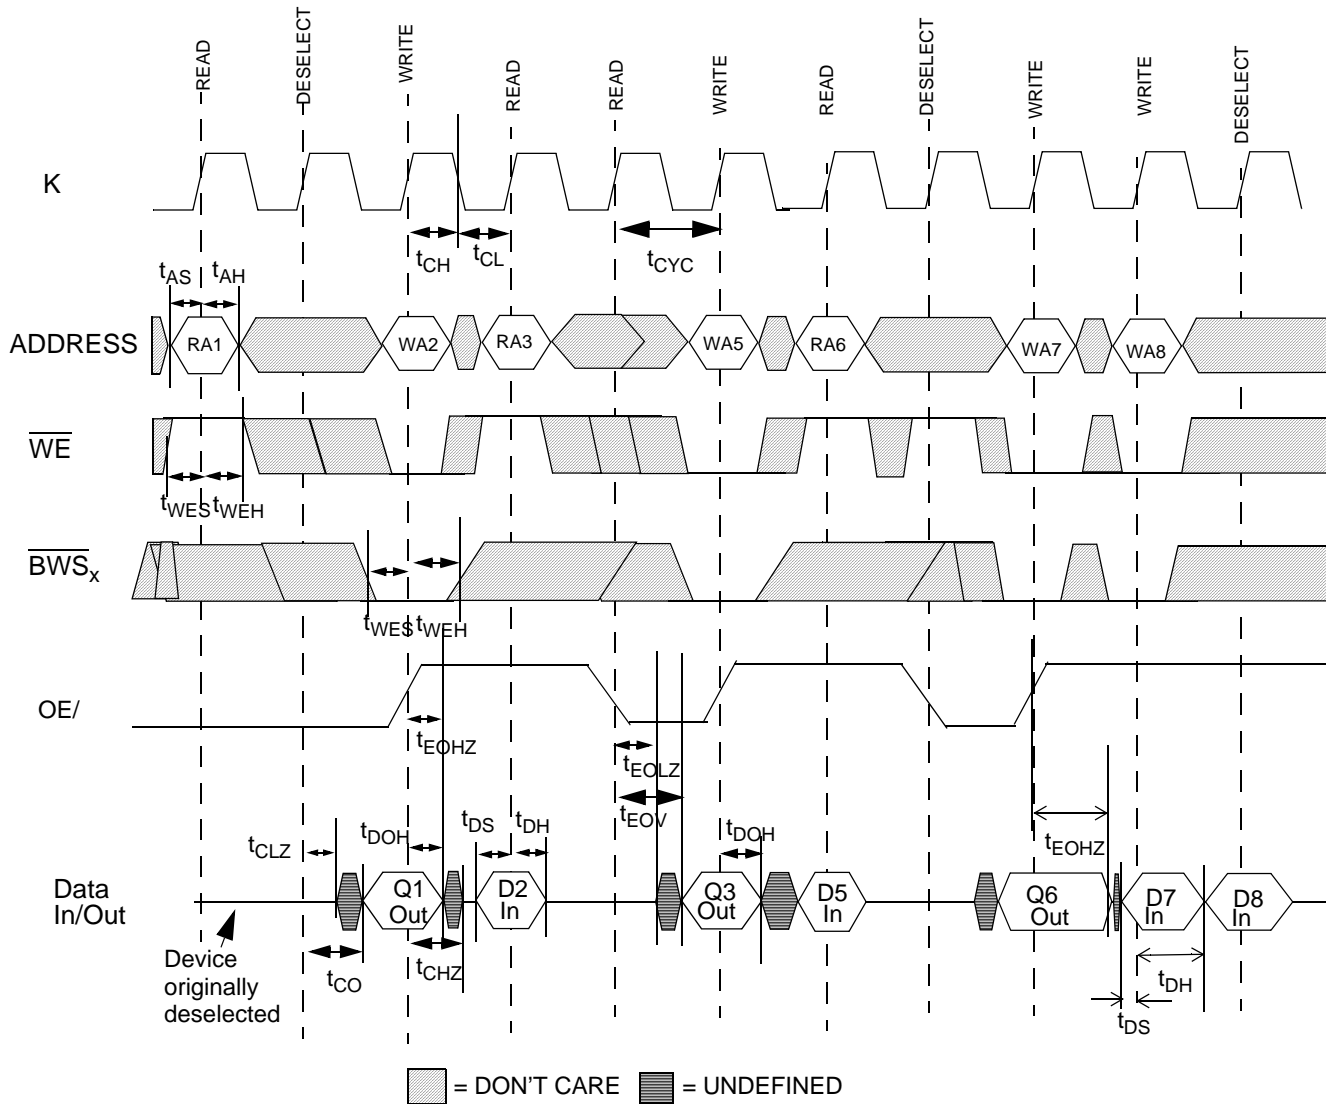 READ
DESELECT
WRITE
READ
READ
WRITE
READ
DESELECT
WRITE
WRITE
DESELECT
K
tCH
tCL
tCYC
tAS
tAH
ADDRESS
RA1
WA2
RA3
WA5
RA6
WA7
WA8
WE
tWES
tWEH
BWSx
tWES
tWEH
OE/
tEOHZ
tEOLZ
tEOV
tCLZ
tDOH
tDS
tDH
tDOH
tEOHZ
Data
In/Out
Q1
Out
D2
In
Q3
Out
D5
In
Q6
Out
D7
In
D8
In
Device
originally
deselected
tCO
tCHZ
tDH
tDS
= DON'T CARE
= UNDEFINED